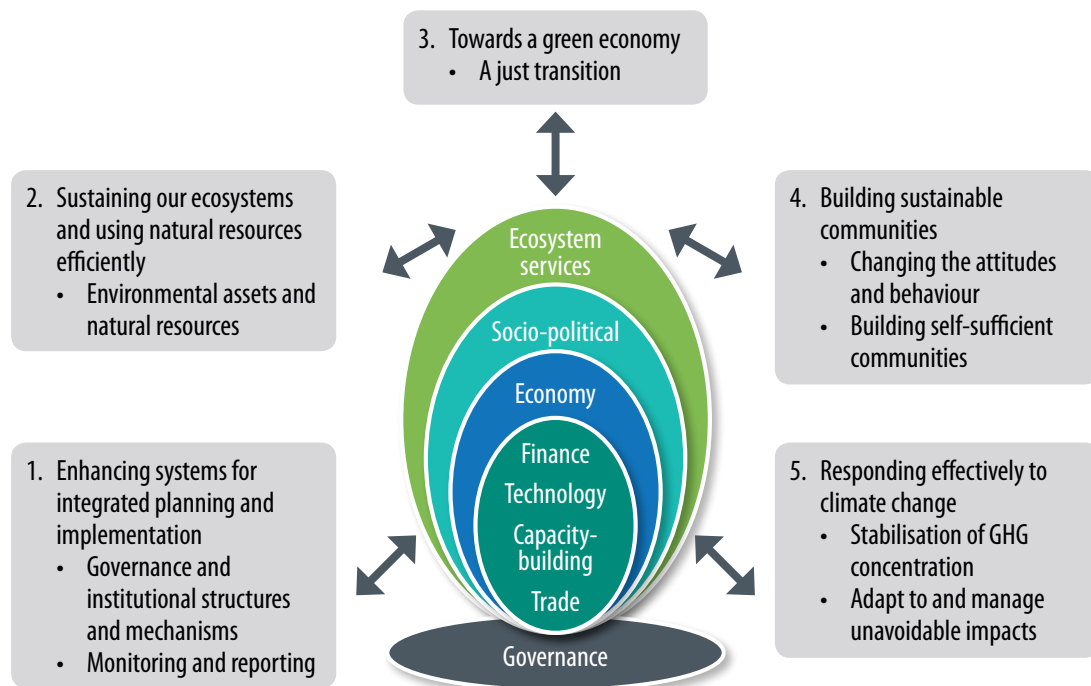 3. Towards a green economy
• A just transition
2. Sustaining our ecosystems
and using natural resources
efficiently
• Environmental assets and
natural resources
4. Building sustainable
communities
• Changing the attitudes
and behaviour
• Building self-sufficient
communities
1. Enhancing systems for
integrated planning and
implementation
• Governance and
institutional structures
and mechanisms
• Monitoring and reporting
5. Responding effectively to
climate change
• Stabilisation of GHG
concentration
• Adapt to and manage
unavoidable impacts
Ecosystem
services
Socio-political
Economy
Finance
Technology
Capacity-
building
Trade
Governance